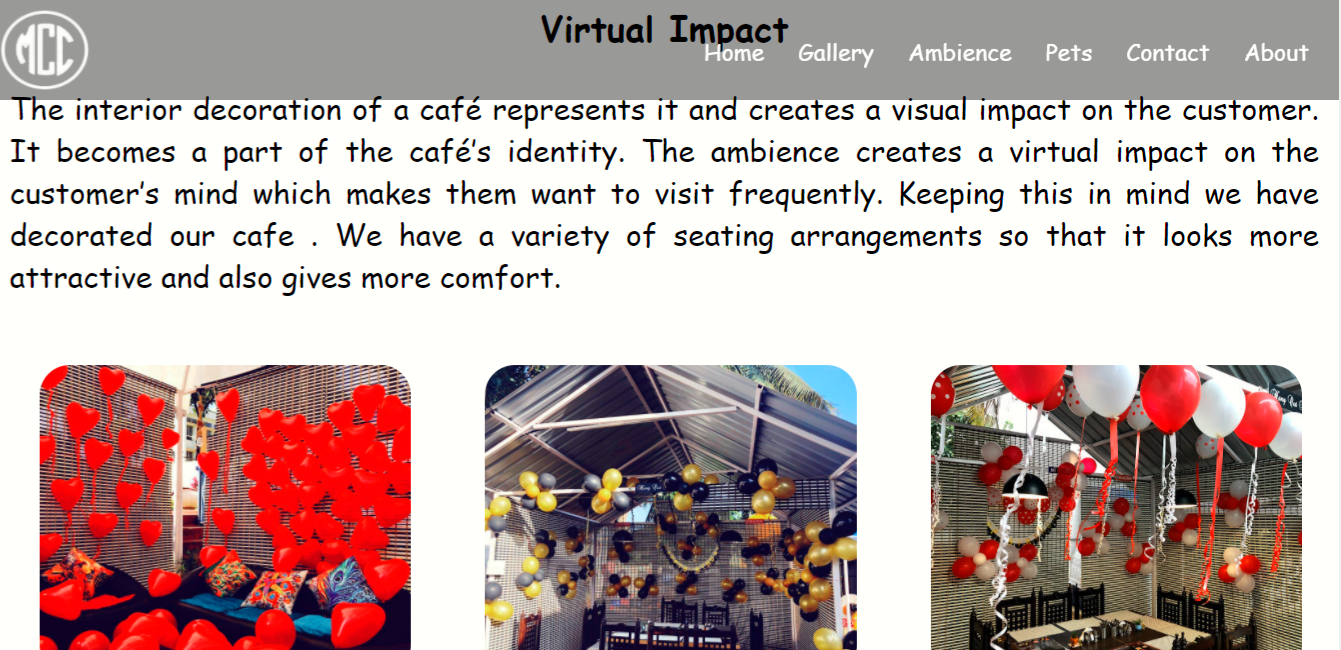 MCC
Virtual Impact
Home Gallery Ambience Pets Contact About
The interior decoration of a café represents it and creates a visual impact on the customer.
It becomes a part of the café's identity. The ambience creates a virtual impact on the
customer's mind which makes them want to visit frequently. Keeping this in mind we have
decorated our cafe . We have a variety of seating arrangements so that it looks more
attractive and also gives more comfort.